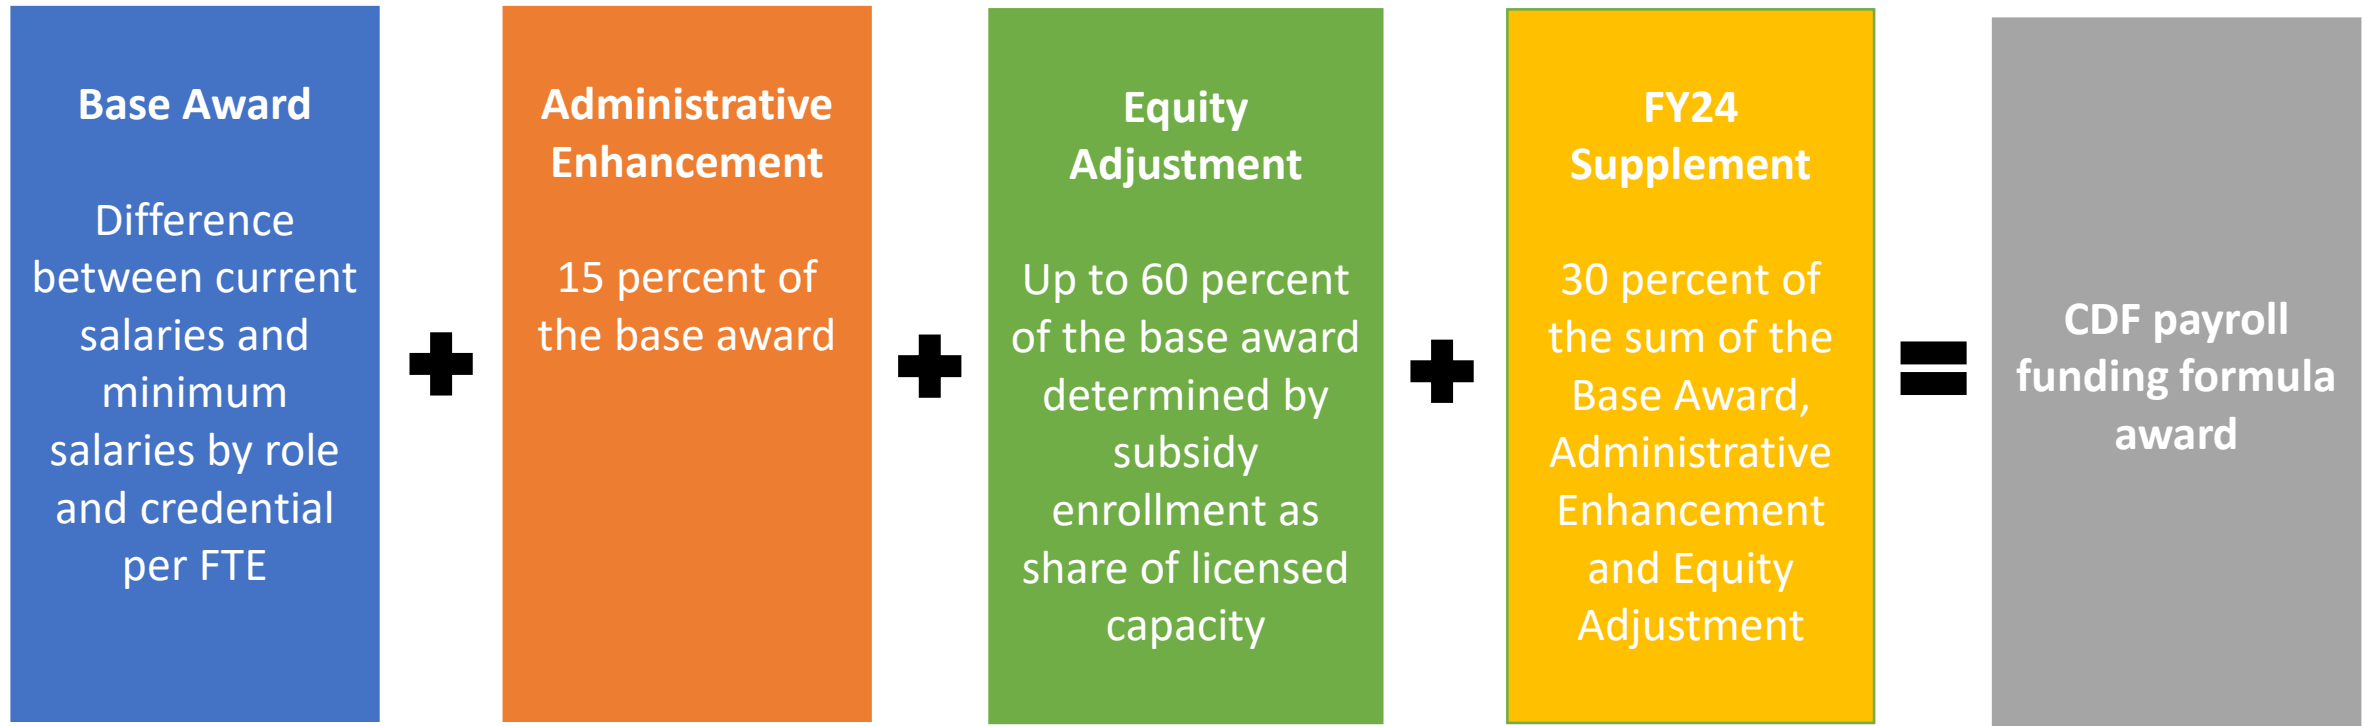 Base Award
Difference
between current
salaries and
minimum
salaries by role
and credential
per FTE
Administrative
Enhancement
15 percent of
the base award
Equity
Adjustment
Up to 60 percent
of the base award
determined by
subsidy
enrollment as
share of licensed
capacity
FY24
Supplement
30 percent of
the sum of the
Base Award,
Administrative
Enhancement
and Equity
Adjustment
CDF payroll
funding formula
award